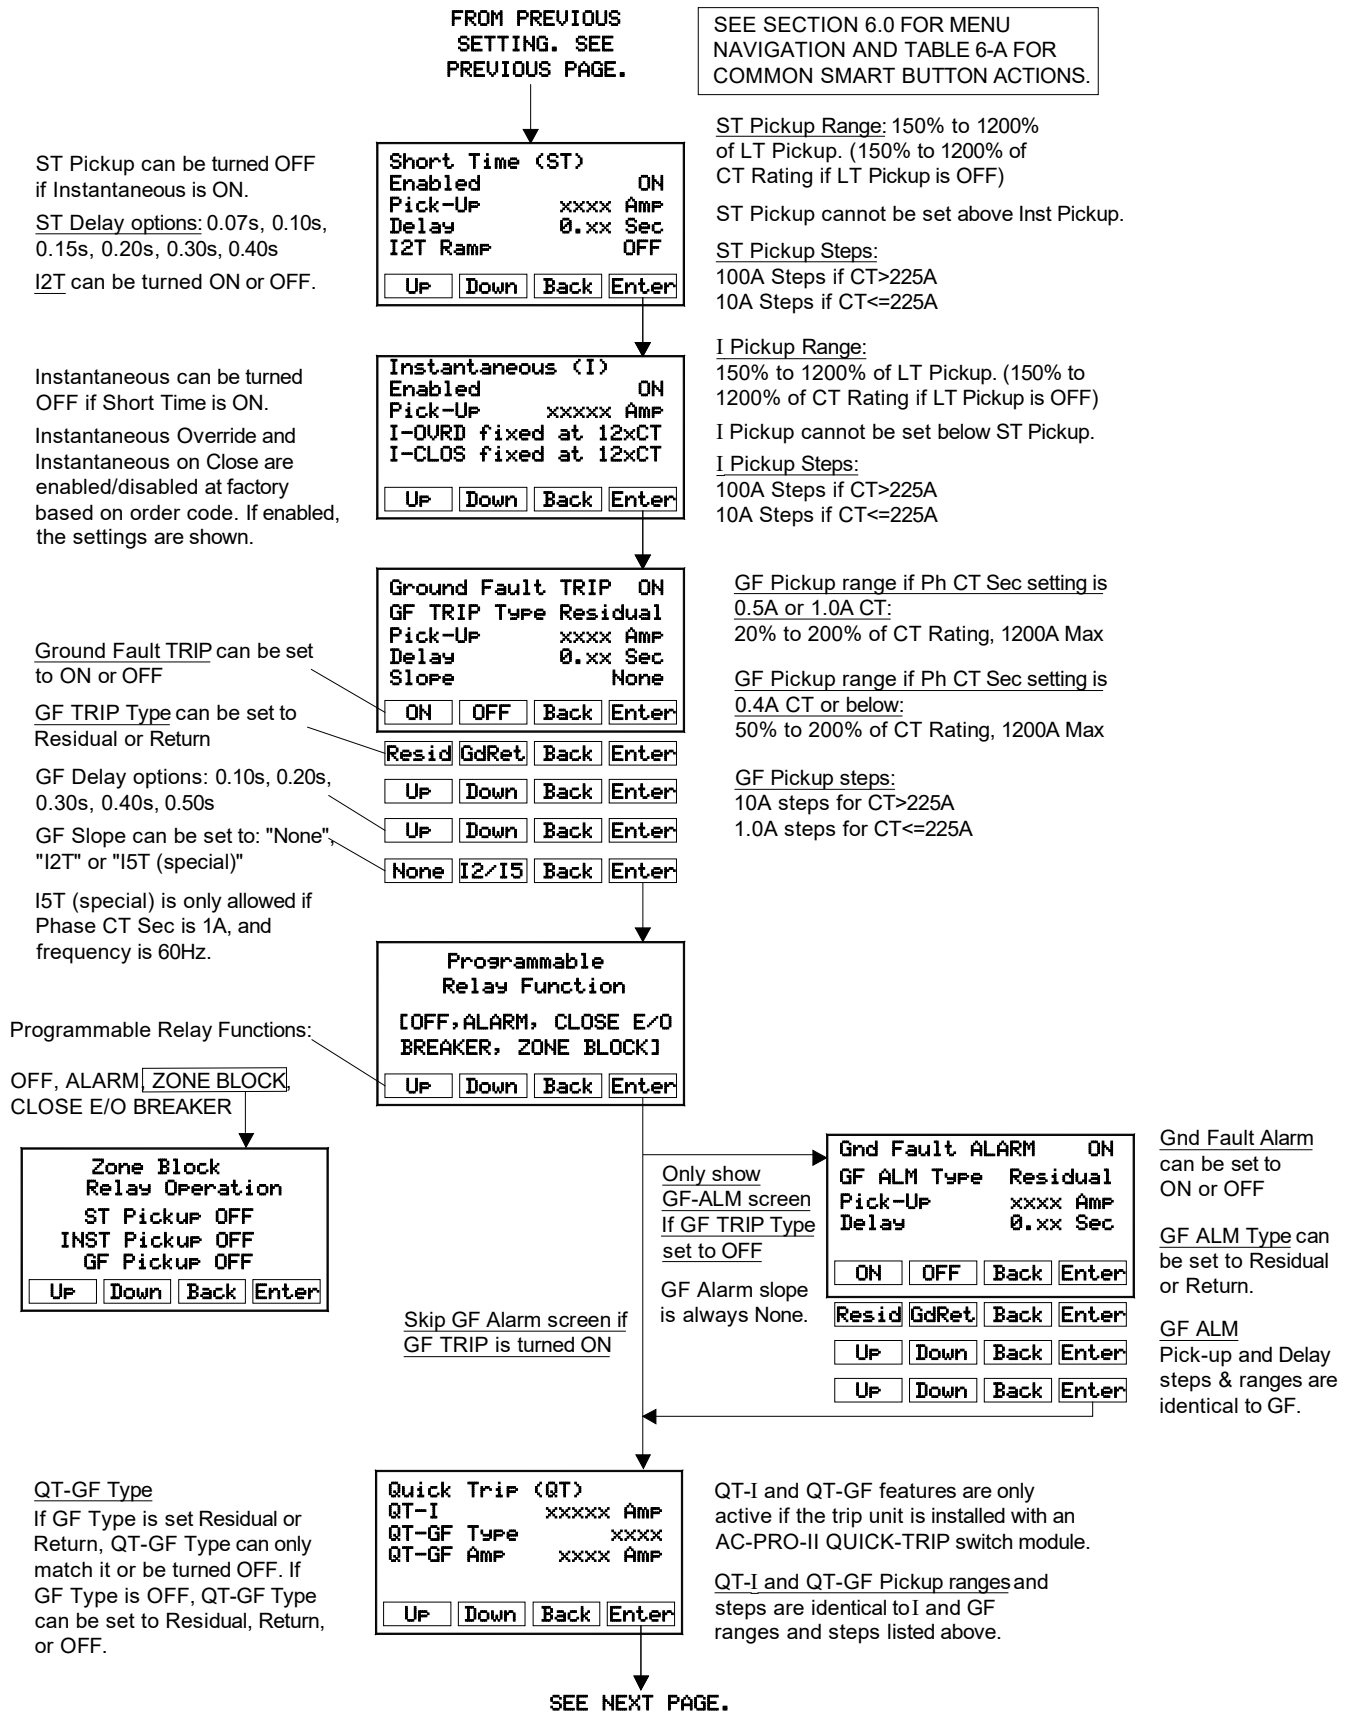 FROM PREVIOUS
SETTING. SEE
PREVIOUS PAGE.
SEE SECTION 6.0 FOR MENU
NAVIGATION AND TABLE 6-A FOR
COMMON SMART BUTTON ACTIONS.
ST Pickup can be turned OFF
if Instantaneous is ON.
ST Delay options: 0.07s, 0.10s,
0.15s, 0.20s, 0.30s, 0.40s
I2T can be turned ON or OFF.
Short Time (ST)
Enabled ON
Pick-Up xxxx Amp
Delay 0.xx Sec
I2T Ramp OFF
Up Down Back Enter
ST Pickup Range: 150% to 1200%
of LT Pickup. (150% to 1200% of
CT Rating if LT Pickup is OFF)
ST Pickup cannot be set above Inst Pickup.
ST Pickup Steps:
100A Steps if CT>225A
10A Steps if CT<=225A
Instantaneous can be turned
OFF if Short Time is ON.
Instantaneous Override and
Instantaneous on Close are
enabled/disabled at factory
based on order code. If enabled,
the settings are shown.
Instantaneous (I)
Enabled ON
Pick-Up xxxxx Amp
I-OVRD fixed at 12xCT
I-CLOS fixed at 12xCT
Up Down Back Enter
I Pickup Range:
150% to 1200% of LT Pickup. (150% to
1200% of CT Rating if LT Pickup is OFF)
I Pickup cannot be set below ST Pickup.
I Pickup Steps:
100A Steps if CT>225A
10A Steps if CT<=225A
Ground Fault TRIP can be set
to ON or OFF
GF TRIP Type can be set to
Residual or Return
GF Delay options: 0.10s, 0.20s,
0.30s, 0.40s, 0.50s
GF Slope can be set to: "None",
"I2T" or "I5T (special)"
I5T (special) is only allowed if
Phase CT Sec is 1A, and
frequency is 60Hz.
Ground Fault TRIP ON
GF TRIP Type Residual
Pick-Up xxxx Amp
Delay 0.xx Sec
Slope None
ON OFF Back Enter
Resid GdRet Back Enter
Up Down Back Enter
Up Down Back Enter
None I2/I5 Back Enter
GF Pickup range if Ph CT Sec setting is
0.5A or 1.0A CT:
20% to 200% of CT Rating, 1200A Max
GF Pickup range if Ph CT Sec setting is
0.4A CT or below:
50% to 200% of CT Rating, 1200A Max
GF Pickup steps:
10A steps for CT>225A
1.0A steps for CT<=225A
Programmable
Relay Function
[OFF,ALARM, CLOSE E/O
BREAKER, ZONE BLOCK]
Up Down Back Enter
Programmable Relay Functions:
OFF, ALARM, ZONE BLOCK,
CLOSE E/O BREAKER
Zone Block
Relay Operation
ST Pickup OFF
INST Pickup OFF
GF Pickup OFF
Up Down Back Enter
Only show
GF-ALM screen
If GF TRIP Type
set to OFF
GF Alarm slope
is always None.
Skip GF Alarm screen if
GF TRIP is turned ON
Gnd Fault ALARM ON
GF ALM Type Residual
Pick-Up xxxx Amp
Delay 0.xx Sec
ON OFF Back Enter
Resid GdRet Back Enter
Up Down Back Enter
Up Down Back Enter
Gnd Fault Alarm
can be set to
ON or OFF
GF ALM Type can
be set to Residual
or Return.
GF ALM
Pick-up and Delay
steps & ranges are
identical to GF.
QT-GF Type
If GF Type is set Residual or
Return, QT-GF Type can only
match it or be turned OFF. If
GF Type is OFF, QT-GF Type
can be set to Residual, Return,
or OFF.
Quick Trip (QT)
QT-I xxxxx Amp
QT-GF Type xxxx
QT-GF Amp xxxx Amp
Up Down Back Enter
QT-I and QT-GF features are only
active if the trip unit is installed with an
AC-PRO-II QUICK-TRIP switch module.
QT-I and QT-GF Pickup ranges and
steps are identical to I and GF
ranges and steps listed above.
SEE NEXT PAGE.